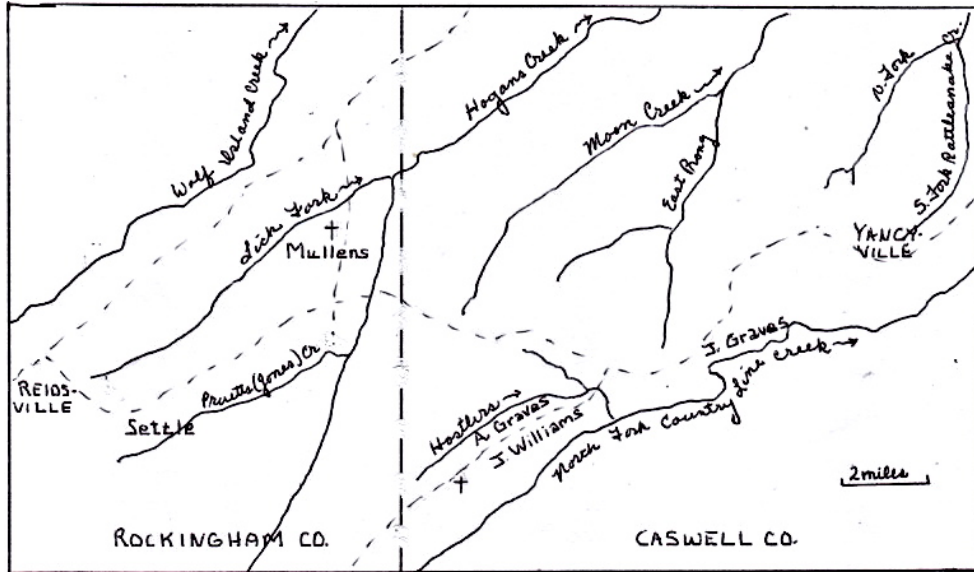 Wolf Island Creek →
Hogans Creek →
Moon Creek →
N. Fork
Cr.
S. Fork Rattlesnake
East Prong
Lick Fork →
Mullens
YANCY-
VILLE
REIDS-
VILLE
Settle
Pruitts (Jones) Cr
J. Graves
Hostlers →
A. Graves
J. Williams
North Fork Country Line Creek →
2 miles
ROCKINGHAM CO.
CASWELL CO.